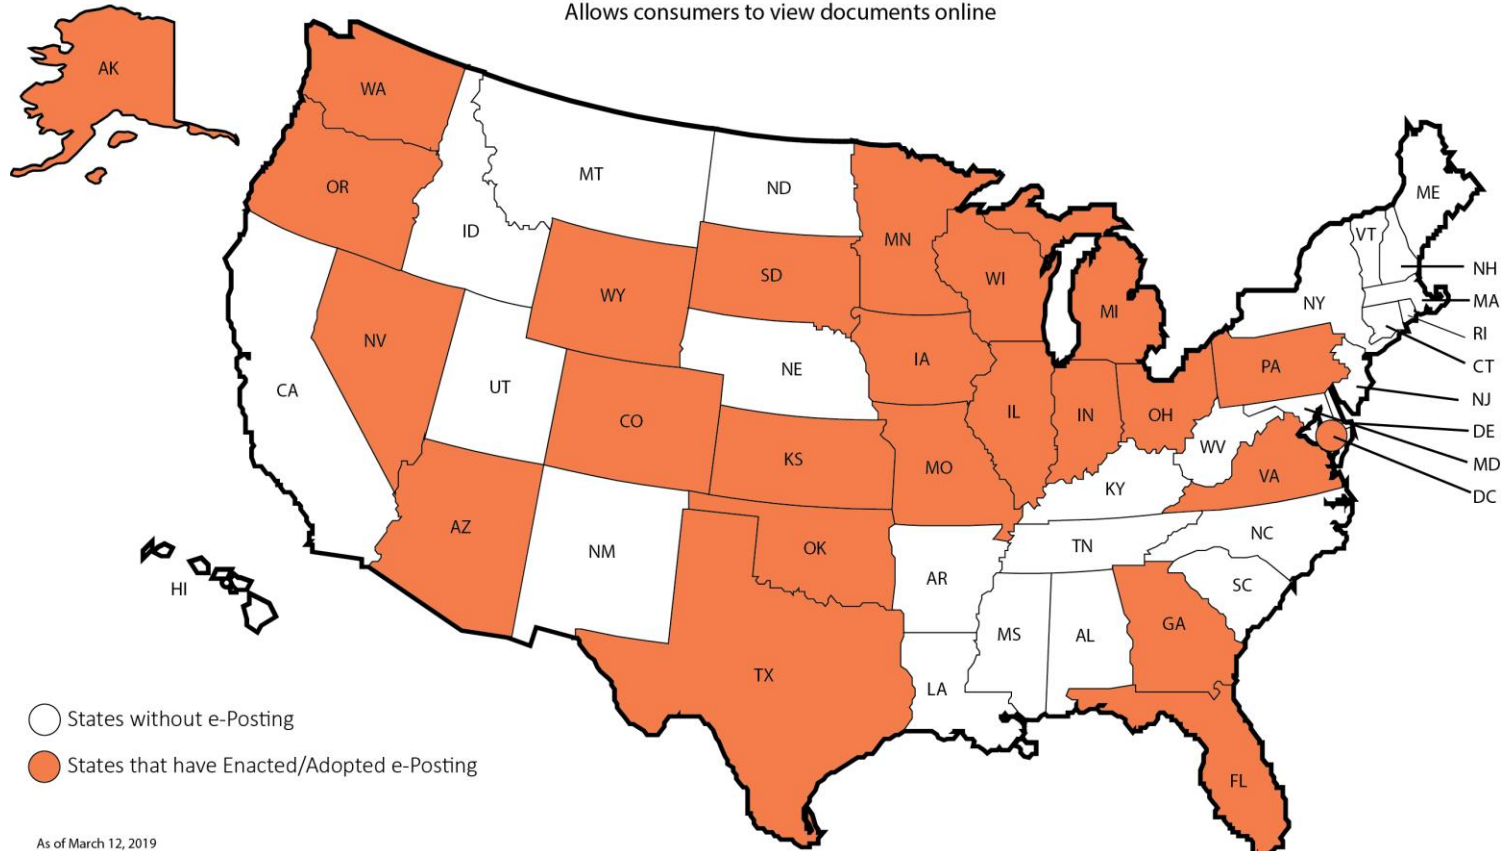 Allows consumers to view documents online
AK
WA
MT
ND
ME
OR
ID
MN
VT
SD
WI
NH
WY
MA
NY
MI
RI
NV
IA
PA
CT
NE
UT
CA
NJ
IL
IN
OH
CO
DE
WV
KS
MO
VA
MD
KY
DC
AZ
NC
OK
TN
NM
AR
SC
HI
GA
MS
AL
TX
LA
States without e-Posting
States that have Enacted/Adopted e-Posting
FL
As of March 12, 2019